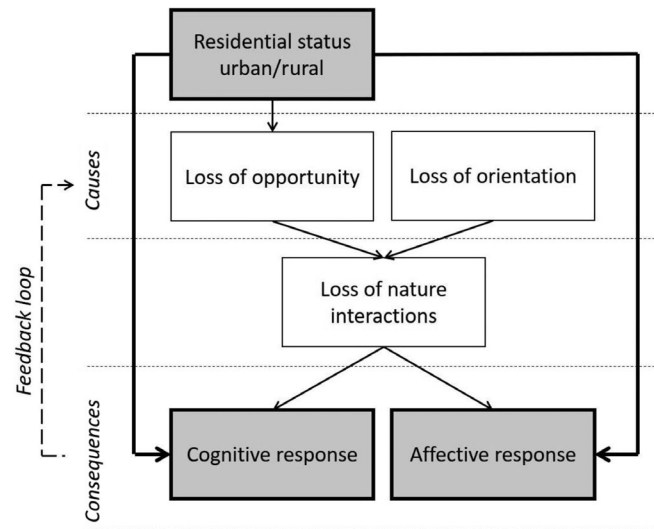 Residential status
urban/rural
Causes
Loss of opportunity
Loss of orientation
Feedback loop
Loss of nature
interactions
Consequences
Cognitive response
Affective response